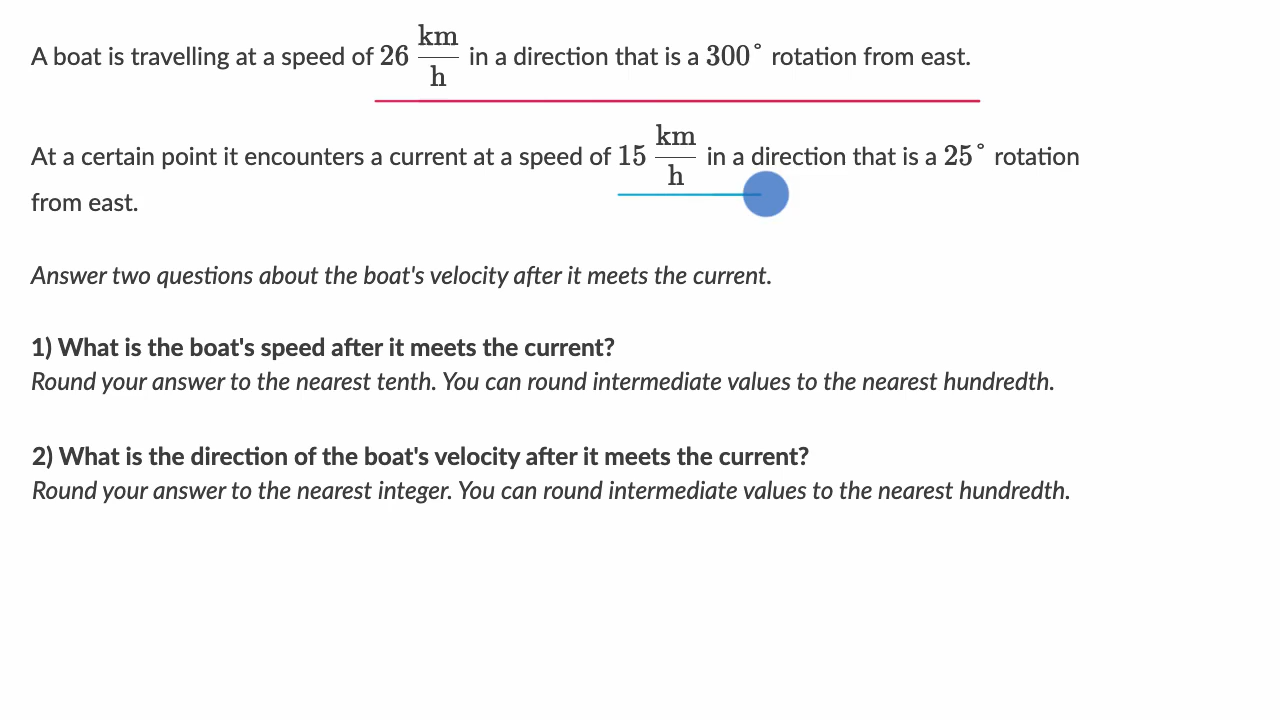 A boat is travelling at a speed of 26 km/h in a direction that is a 300° rotation from east.
At a certain point it encounters a current at a speed of 15 km/h in a direction that is a 25° rotation
from east.
Answer two questions about the boat's velocity after it meets the current.
1) What is the boat's speed after it meets the current?
Round your answer to the nearest tenth. You can round intermediate values to the nearest hundredth.
2) What is the direction of the boat's velocity after it meets the current?
Round your answer to the nearest integer. You can round intermediate values to the nearest hundredth.